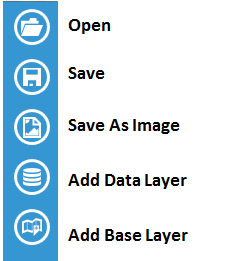 Open
Save
Save As Image
Add Data Layer
Add Base Layer